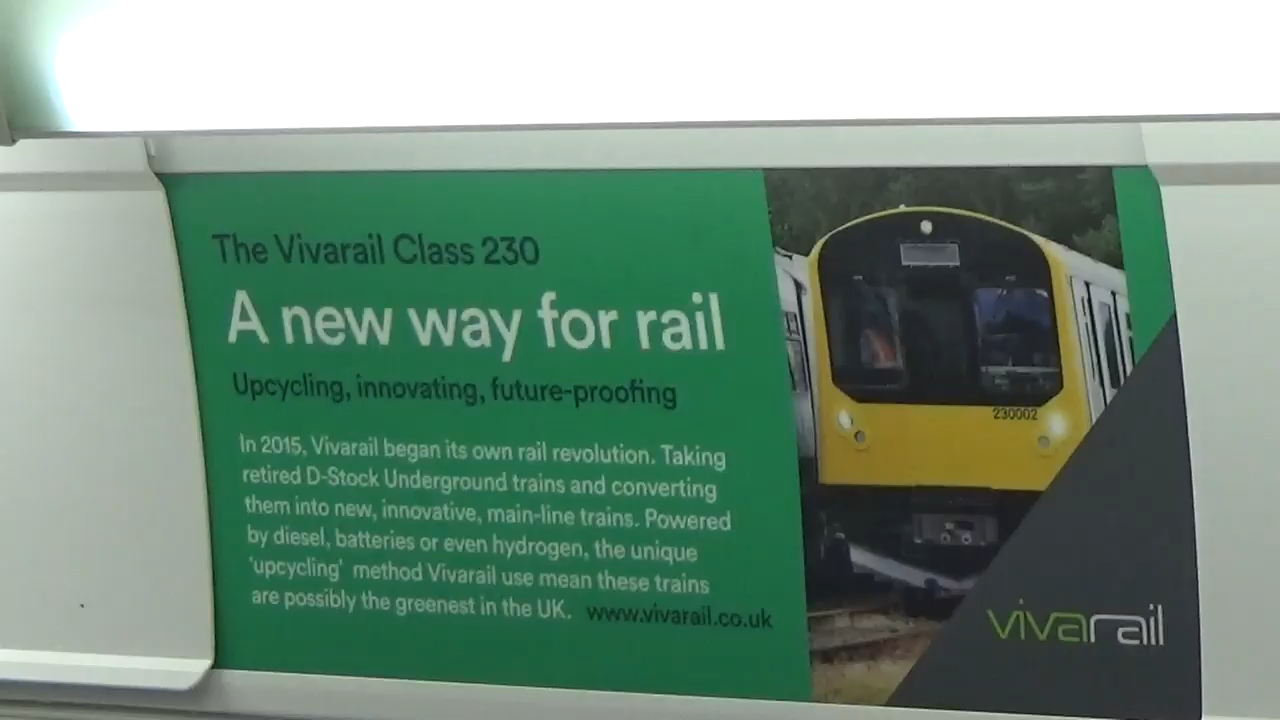 The Vivarail Class 230
A new way for rail
Upcycling, innovating, future-proofing
In 2015, Vivarail began its own rail revolution. Taking
retired D-Stock Underground trains and converting
them into new, innovative, main-line trains. Powered
by diesel, batteries or even hydrogen, the unique
'upcycling' method Vivarail use mean these trains
are possibly the greenest in the UK. www.vivarail.co.uk
230002
vivarail